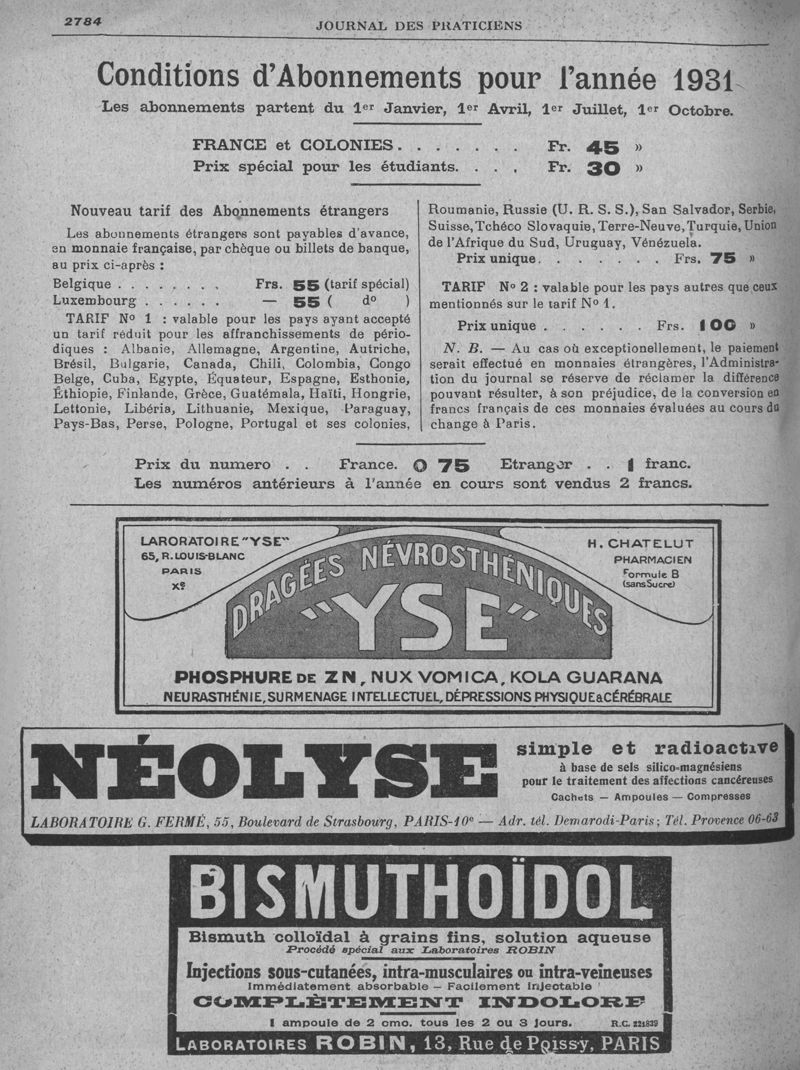 2784
JOURNAL DES PRATICIENS
Conditions d'Abonnements pour l'année 1931
Les abonnements partent du 1er Janvier, 1er Avril, 1er Juillet, 1er Octobre.
FRANCE et COLONIES. . . . . . . Fr. 45 »
Prix spécial pour les étudiants. . . . Fr. 30 »
Nouveau tarif des Abonnements étrangers
Les abonnements étrangers sont payables d'avance,
en monnaie française, par chèque ou billets de banque,
au prix ci-après :
Belgique . . . . . . . . Frs. 55 (tarif spécial)
Luxembourg . . . . . . — 55 ( do )
TARIF No 1 : valable pour les pays ayant accepté
un tarif réduit pour les affranchissements de pério-
diques : Albanie, Allemagne, Argentine, Autriche,
Brésil, Bulgarie, Canada, Chili, Colombia, Congo
Belge, Cuba, Egypte, Équateur, Espagne, Esthonie,
Éthiopie, Finlande, Grèce, Guatémala, Haïti, Hongrie,
Lettonie, Libéria, Lithuanie, Mexique, Paraguay,
Pays-Bas, Perse, Pologne, Portugal et ses colonies,
Roumanie, Russie (U. R. S. S.), San Salvador, Serbie,
Suisse, Tchéco Slovaquie, Terre-Neuve, Turquie, Union
de l'Afrique du Sud, Uruguay, Vénézuela.
Prix unique. . . . . . . . Frs. 75 »
TARIF No 2 : valable pour les pays autres que ceux
mentionnés sur le tarif No 1.
Prix unique . . . . . . . Frs. 100 »
N. B. — Au cas où exceptionellement, le paiement
serait effectué en monnaies étrangères, l'Administra-
tion du journal se réserve de réclamer la différence
pouvant résulter, à son préjudice, de la conversion en
francs français de ces monnaies évaluées au cours du
change à Paris.
Prix du numero . . France. 0 75 Etranger . . 1 franc.
Les numéros antérieurs à l'année en cours sont vendus 2 francs.
LARORATOIRE "YSE"
65, R. LOUIS-BLANC
PARIS
Xe
H. CHATELUT
PHARMACIEN
Formule B
(sans Sucre)
DRAGÉES NÉVROSTHÉNIQUES
"YSE"
PHOSPHURE DE ZN, NUX VOMICA, KOLA GUARANA
NEURASTHÉNIE, SURMENAGE INTELLECTUEL, DÉPRESSIONS PHYSIQUE & CÉRÉBRALE
NÉOLYSE
simple et radioactive
à base de sels silico-magnésiens
pour le traitement des affections cancéreuses
Cachets — Ampoules — Compresses
LABORATOIRE G. FERMÉ, 55, Boulevard de Strasbourg, PARIS-10e — Adr. tél. Demarodi-Paris; Tél. Provence 06-63
BISMUTHOÏDOL
Bismuth colloïdal à grains fins, solution aqueuse
Procédé spécial aux Laboratoires ROBIN
Injections sous-cutanées, intra-musculaires ou intra-veineuses
Immédiatement absorbable — Facilement injectable
COMPLÈTEMENT INDOLORE
1 ampoule de 2 cmc. tous les 2 ou 3 jours. R.C. 221839
LABORATOIRES ROBIN, 13, Rue de Poissy, PARIS